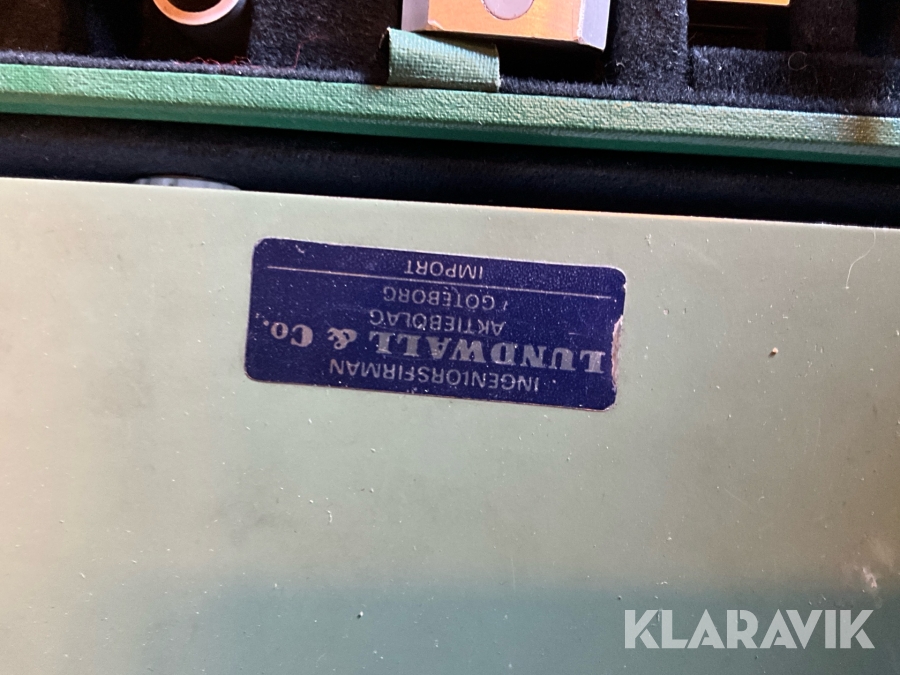 INGENIÖRSFIRMAN
LUNDWALL & Co.
AKTIEBOLAG
GÖTEBORG
IMPORT
KLARAVIK